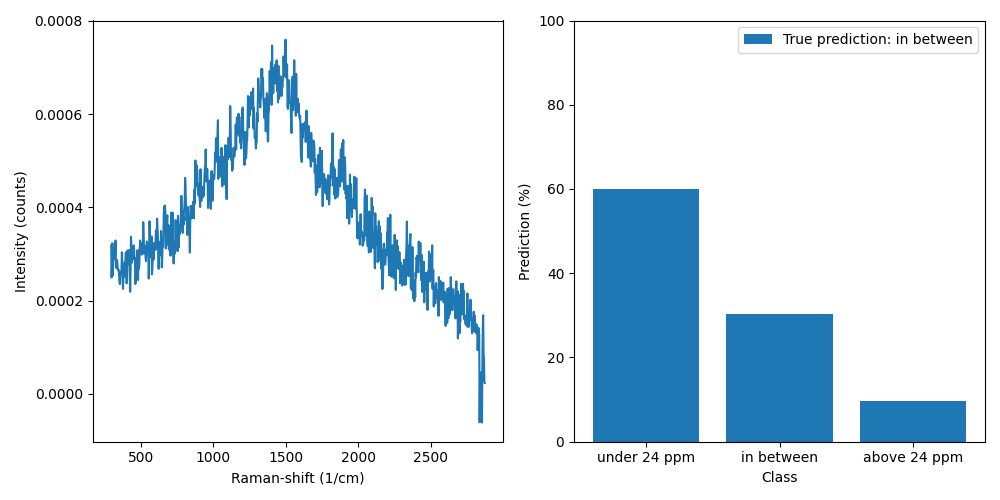 0.0008
0.0006
0.0004
0.0002
0.0000
Intensity (counts)
500 1000 1500 2000 2500
Raman-shift (1/cm)
100
80
60
40
20
0
Prediction (%)
True prediction: in between
under 24 ppm in between above 24 ppm
Class